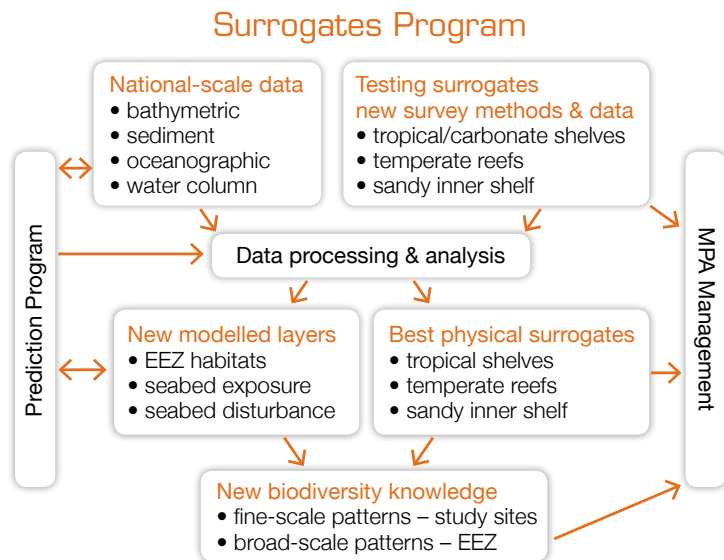 Surrogates Program
National-scale data
• bathymetric
• sediment
• oceanographic
• water column
Testing surrogates
new survey methods & data
• tropical/carbonate shelves
• temperate reefs
• sandy inner shelf
Prediction Program
MPA Management
Data processing & analysis
New modelled layers
• EEZ habitats
• seabed exposure
• seabed disturbance
Best physical surrogates
• tropical shelves
• temperate reefs
• sandy inner shelf
New biodiversity knowledge
• fine-scale patterns – study sites
• broad-scale patterns – EEZ